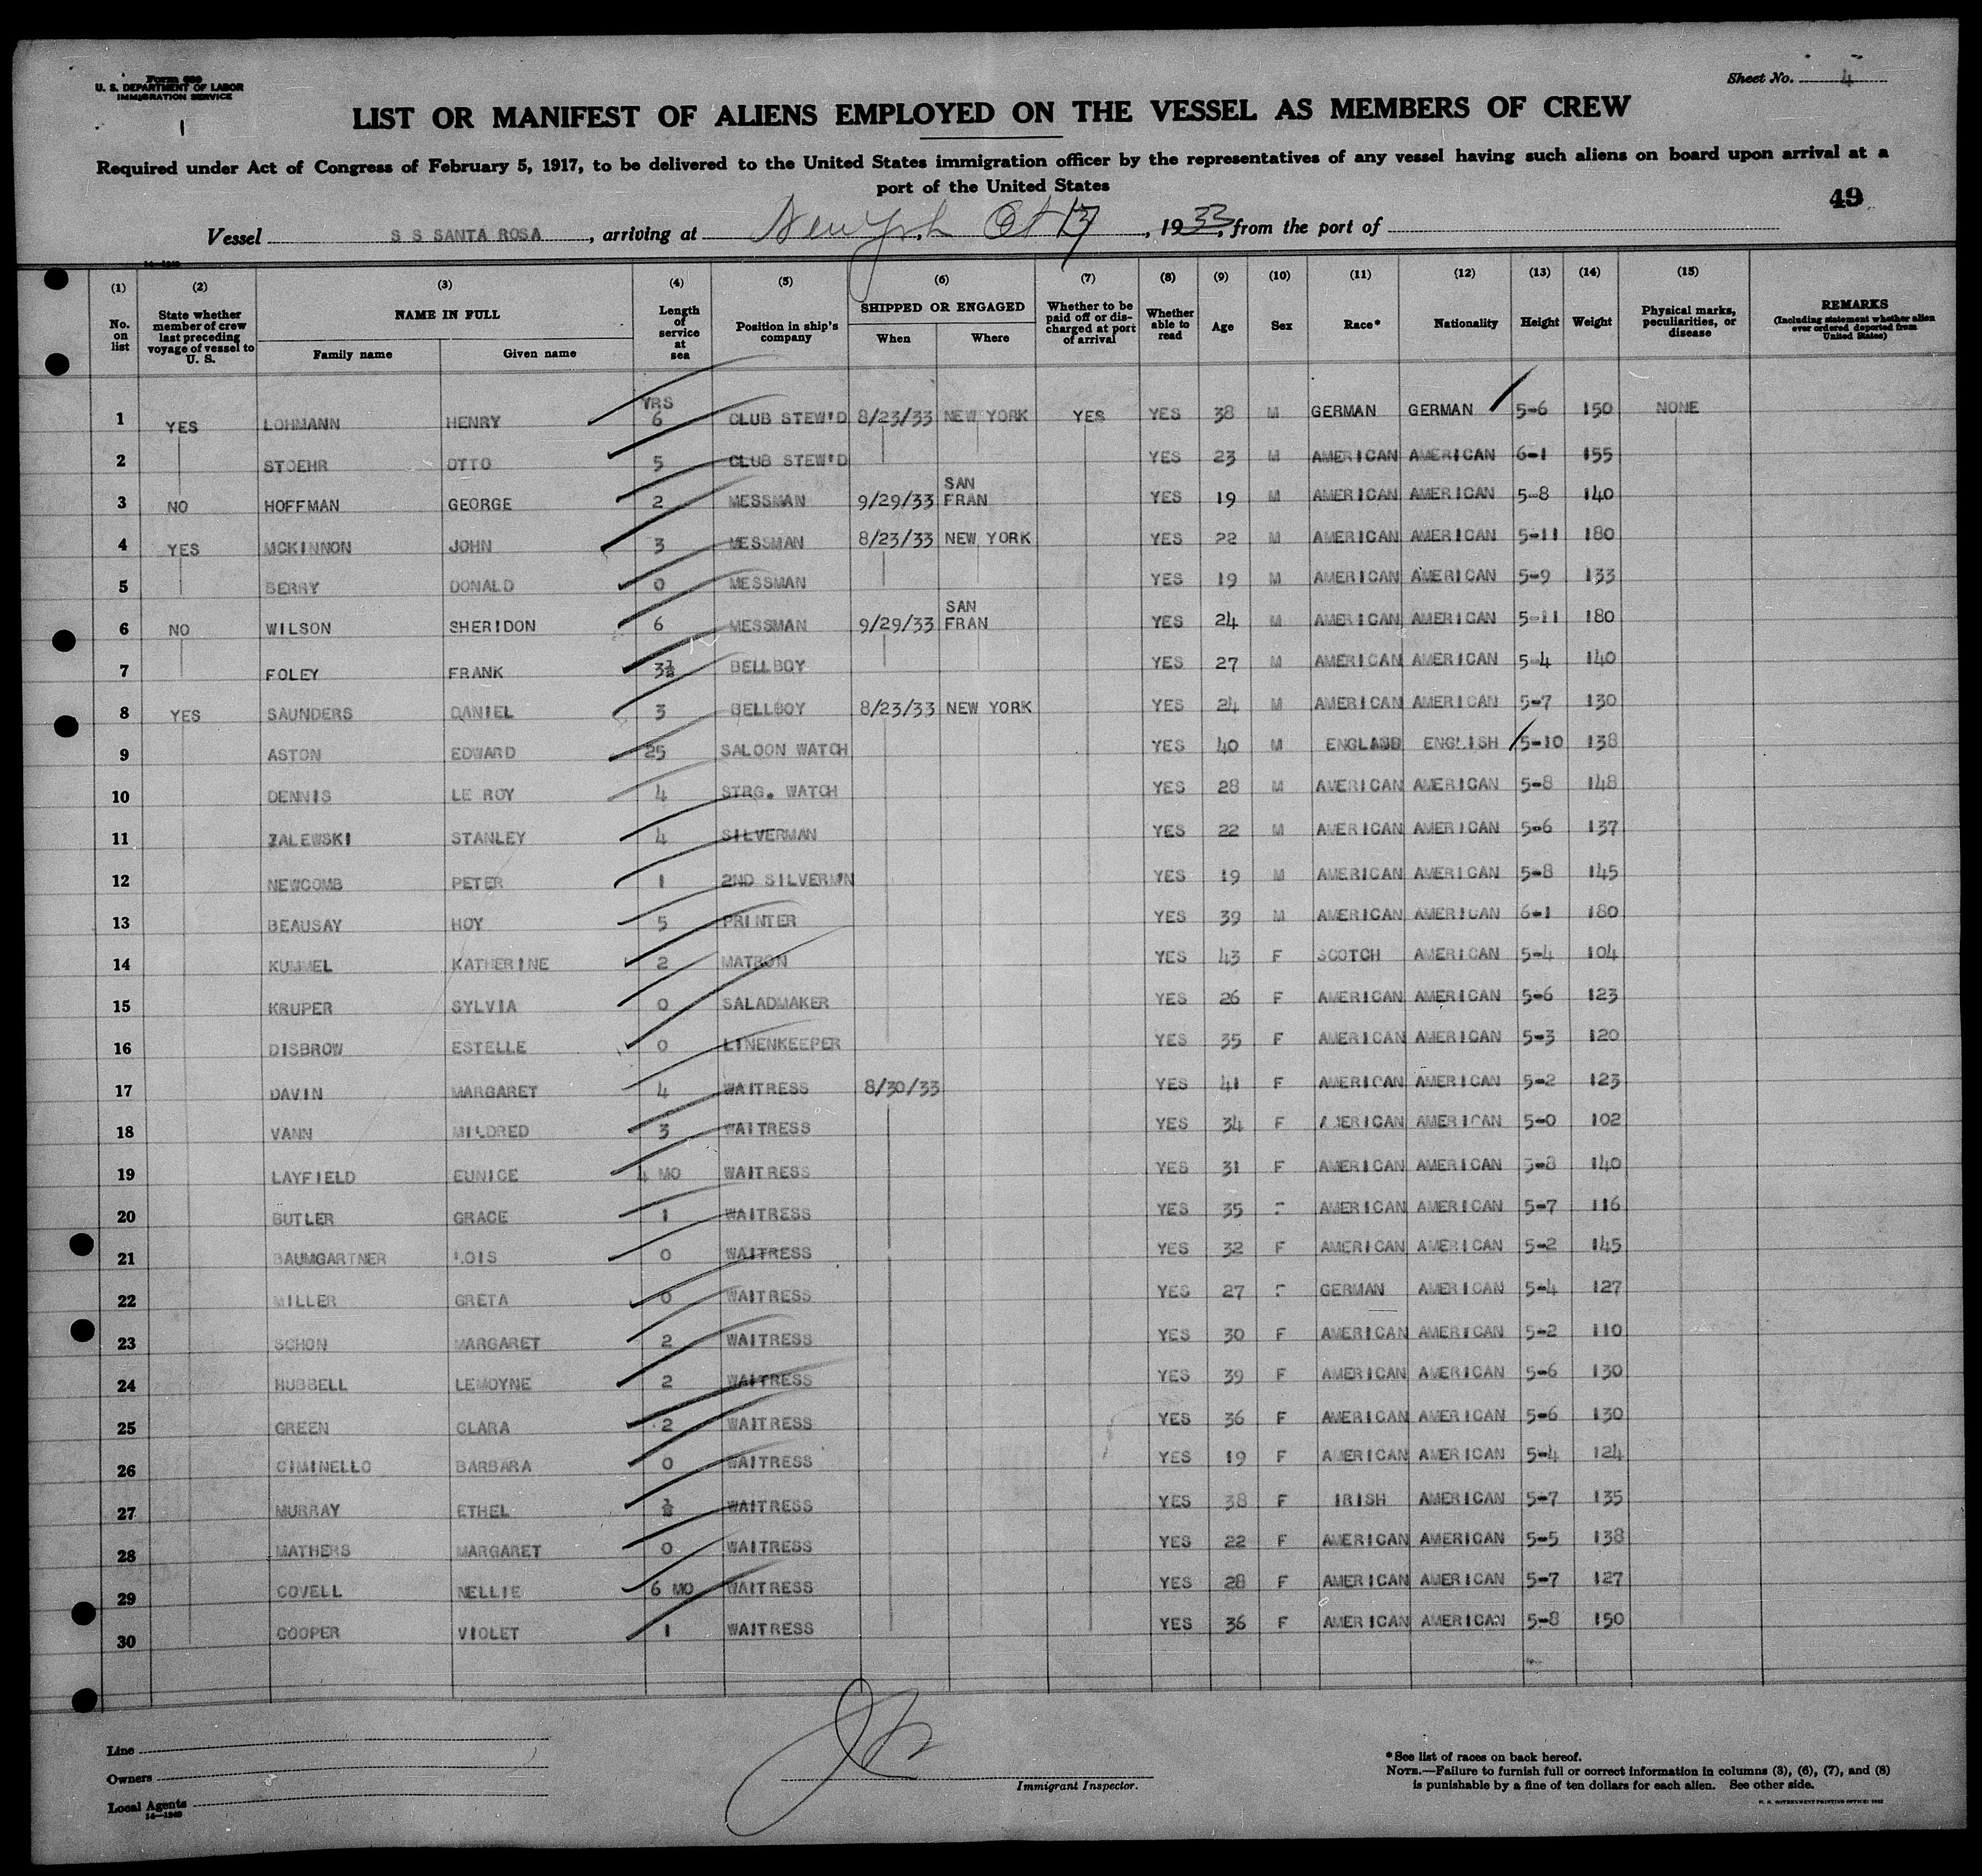 Form 689
U. S. DEPARTMENT OF LABOR
IMMIGRATION SERVICE
1
Sheet No. 4
LIST OR MANIFEST OF ALIENS EMPLOYED ON THE VESSEL AS MEMBERS OF CREW
Required under Act of Congress of February 5, 1917, to be delivered to the United States immigration officer by the representatives of any vessel having such aliens on board upon arrival at a
port of the United States
49
Vessel S S SANTA ROSA, arriving at New York Oct 17, 1933, from the port of
(1) (2) (3) (4) (5) (6) (7) (8) (9) (10) (11) (12) (13) (14) (15)
No. on list State whether member of crew last preceding voyage of vessel to U. S. NAME IN FULL Family name Given name Length of service at sea Position in ship's company SHIPPED OR ENGAGED When Where Whether to be paid off or discharged at port of arrival Whether able to read Age Sex Race* Nationality Height Weight Physical marks, peculiarities, or disease REMARKS (Including statement whether alien ever ordered deported from United States)
1 YES LOHMANN HENRY YRS 6 CLUB STEW'D 8/23/33 NEW YORK YES YES 38 M GERMAN GERMAN 5-6 150 NONE
2 STOEHR OTTO 5 CLUB STEW'D YES 23 M AMERICAN AMERICAN 6-1 155
3 NO HOFFMAN GEORGE 2 MESSMAN 9/29/33 SAN FRAN YES 19 M AMERICAN AMERICAN 5-8 140
4 YES MCKINNON JOHN 3 MESSMAN 8/23/33 NEW YORK YES 22 M AMERICAN AMERICAN 5-11 180
5 BERRY DONALD 0 MESSMAN YES 19 M AMERICAN AMERICAN 5-9 133
6 NO WILSON SHERIDON 6 MESSMAN 9/29/33 SAN FRAN YES 24 M AMERICAN AMERICAN 5-11 180
7 FOLEY FRANK 3½ BELLBOY YES 27 M AMERICAN AMERICAN 5-4 140
8 YES SAUNDERS DANIEL 3 BELLBOY 8/23/33 NEW YORK YES 24 M AMERICAN AMERICAN 5-7 130
9 ASTON EDWARD 25 SALOON WATCH YES 40 M ENGLAND ENGLISH 5-10 138
10 DENNIS LE ROY 4 STRG. WATCH YES 28 M AMERICAN AMERICAN 5-8 148
11 ZALEWSKI STANLEY 4 SILVERMAN YES 22 M AMERICAN AMERICAN 5-6 137
12 NEWCOMB PETER 1 2ND SILVERM'N YES 19 M AMERICAN AMERICAN 5-8 145
13 BEAUSAY HOY 5 PRINTER YES 39 M AMERICAN AMERICAN 6-1 180
14 KUMMEL KATHERINE 2 MATRON YES 43 F SCOTCH AMERICAN 5-4 104
15 KRUPER SYLVIA 0 SALADMAKER YES 26 F AMERICAN AMERICAN 5-6 123
16 DISBROW ESTELLE 0 LINENKEEPER YES 35 F AMERICAN AMERICAN 5-3 120
17 DAVIN MARGARET 4 WAITRESS 8/30/33 YES 41 F AMERICAN AMERICAN 5-2 123
18 VANN MILDRED 3 WAITRESS YES 34 F AMERICAN AMERICAN 5-0 102
19 LAYFIELD EUNICE 4 MO WAITRESS YES 31 F AMERICAN AMERICAN 5-8 140
20 BUTLER GRACE 1 WAITRESS YES 35 F AMERICAN AMERICAN 5-7 116
21 BAUMGARTNER LOIS 0 WAITRESS YES 32 F AMERICAN AMERICAN 5-2 145
22 MILLER GRETA 0 WAITRESS YES 27 F GERMAN AMERICAN 5-4 127
23 SCHON MARGARET 2 WAITRESS YES 30 F AMERICAN AMERICAN 5-2 110
24 HUBBELL LEMOYNE 2 WAITRESS YES 39 F AMERICAN AMERICAN 5-6 130
25 GREEN CLARA 2 WAITRESS YES 36 F AMERICAN AMERICAN 5-6 130
26 CIMINELLO BARBARA 0 WAITRESS YES 19 F AMERICAN AMERICAN 5-4 124
27 MURRAY ETHEL ½ WAITRESS YES 38 F IRISH AMERICAN 5-7 135
28 MATHERS MARGARET 0 WAITRESS YES 22 F AMERICAN AMERICAN 5-5 138
29 COVELL NELLIE 6 MO WAITRESS YES 28 F AMERICAN AMERICAN 5-7 127
30 COOPER VIOLET 1 WAITRESS YES 36 F AMERICAN AMERICAN 5-8 150
Line
Owners
Local Agents
14—1240
Immigrant Inspector.
*See list of races on back hereof.
NOTE.—Failure to furnish full or correct information in columns (3), (6), (7), and (8)
is punishable by a fine of ten dollars for each alien. See other side.